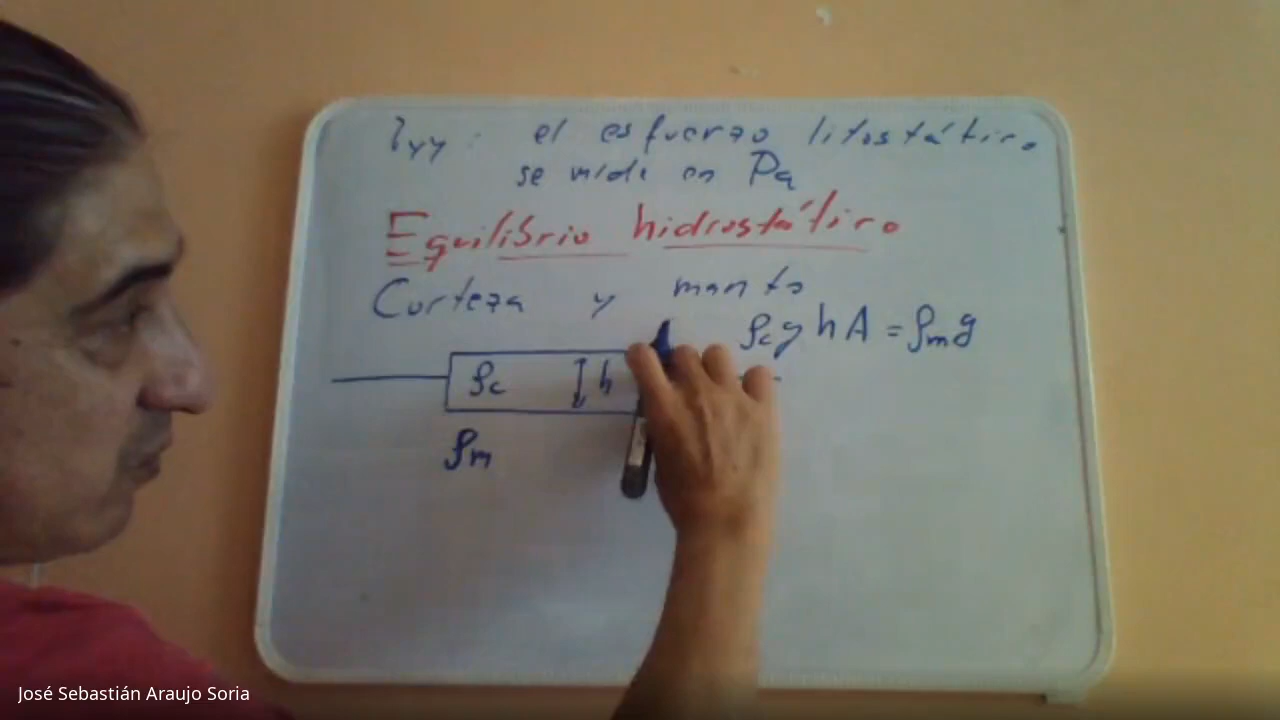 τyy : el esfuerzo litostático
se mide en Pa
Equilibrio hidrostático
Corteza y manto
ρc g h A = ρm g
ρc h
ρm
José Sebastián Araujo Soria